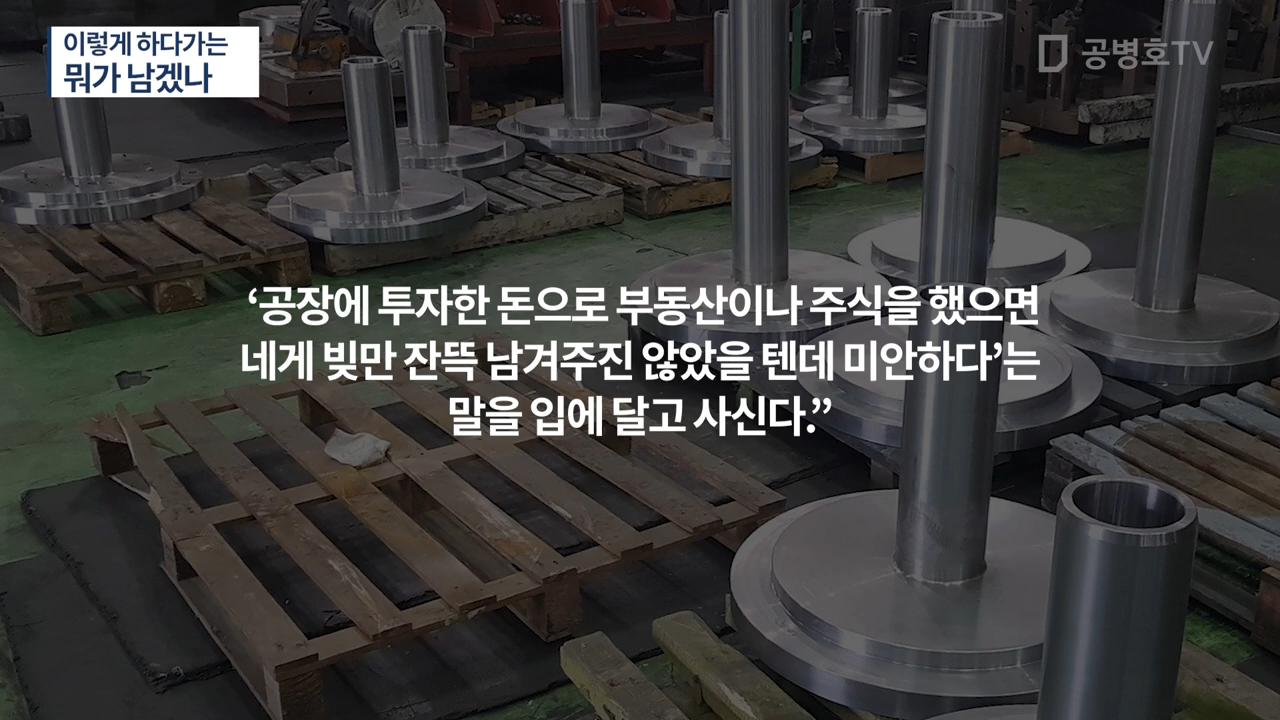 이렇게 하다가는
뭐가 남겠나
공병호TV
‘공장에 투자한 돈으로 부동산이나 주식을 했으면
네게 빚만 잔뜩 남겨주진 않았을 텐데 미안하다’는
말을 입에 달고 사신다.”